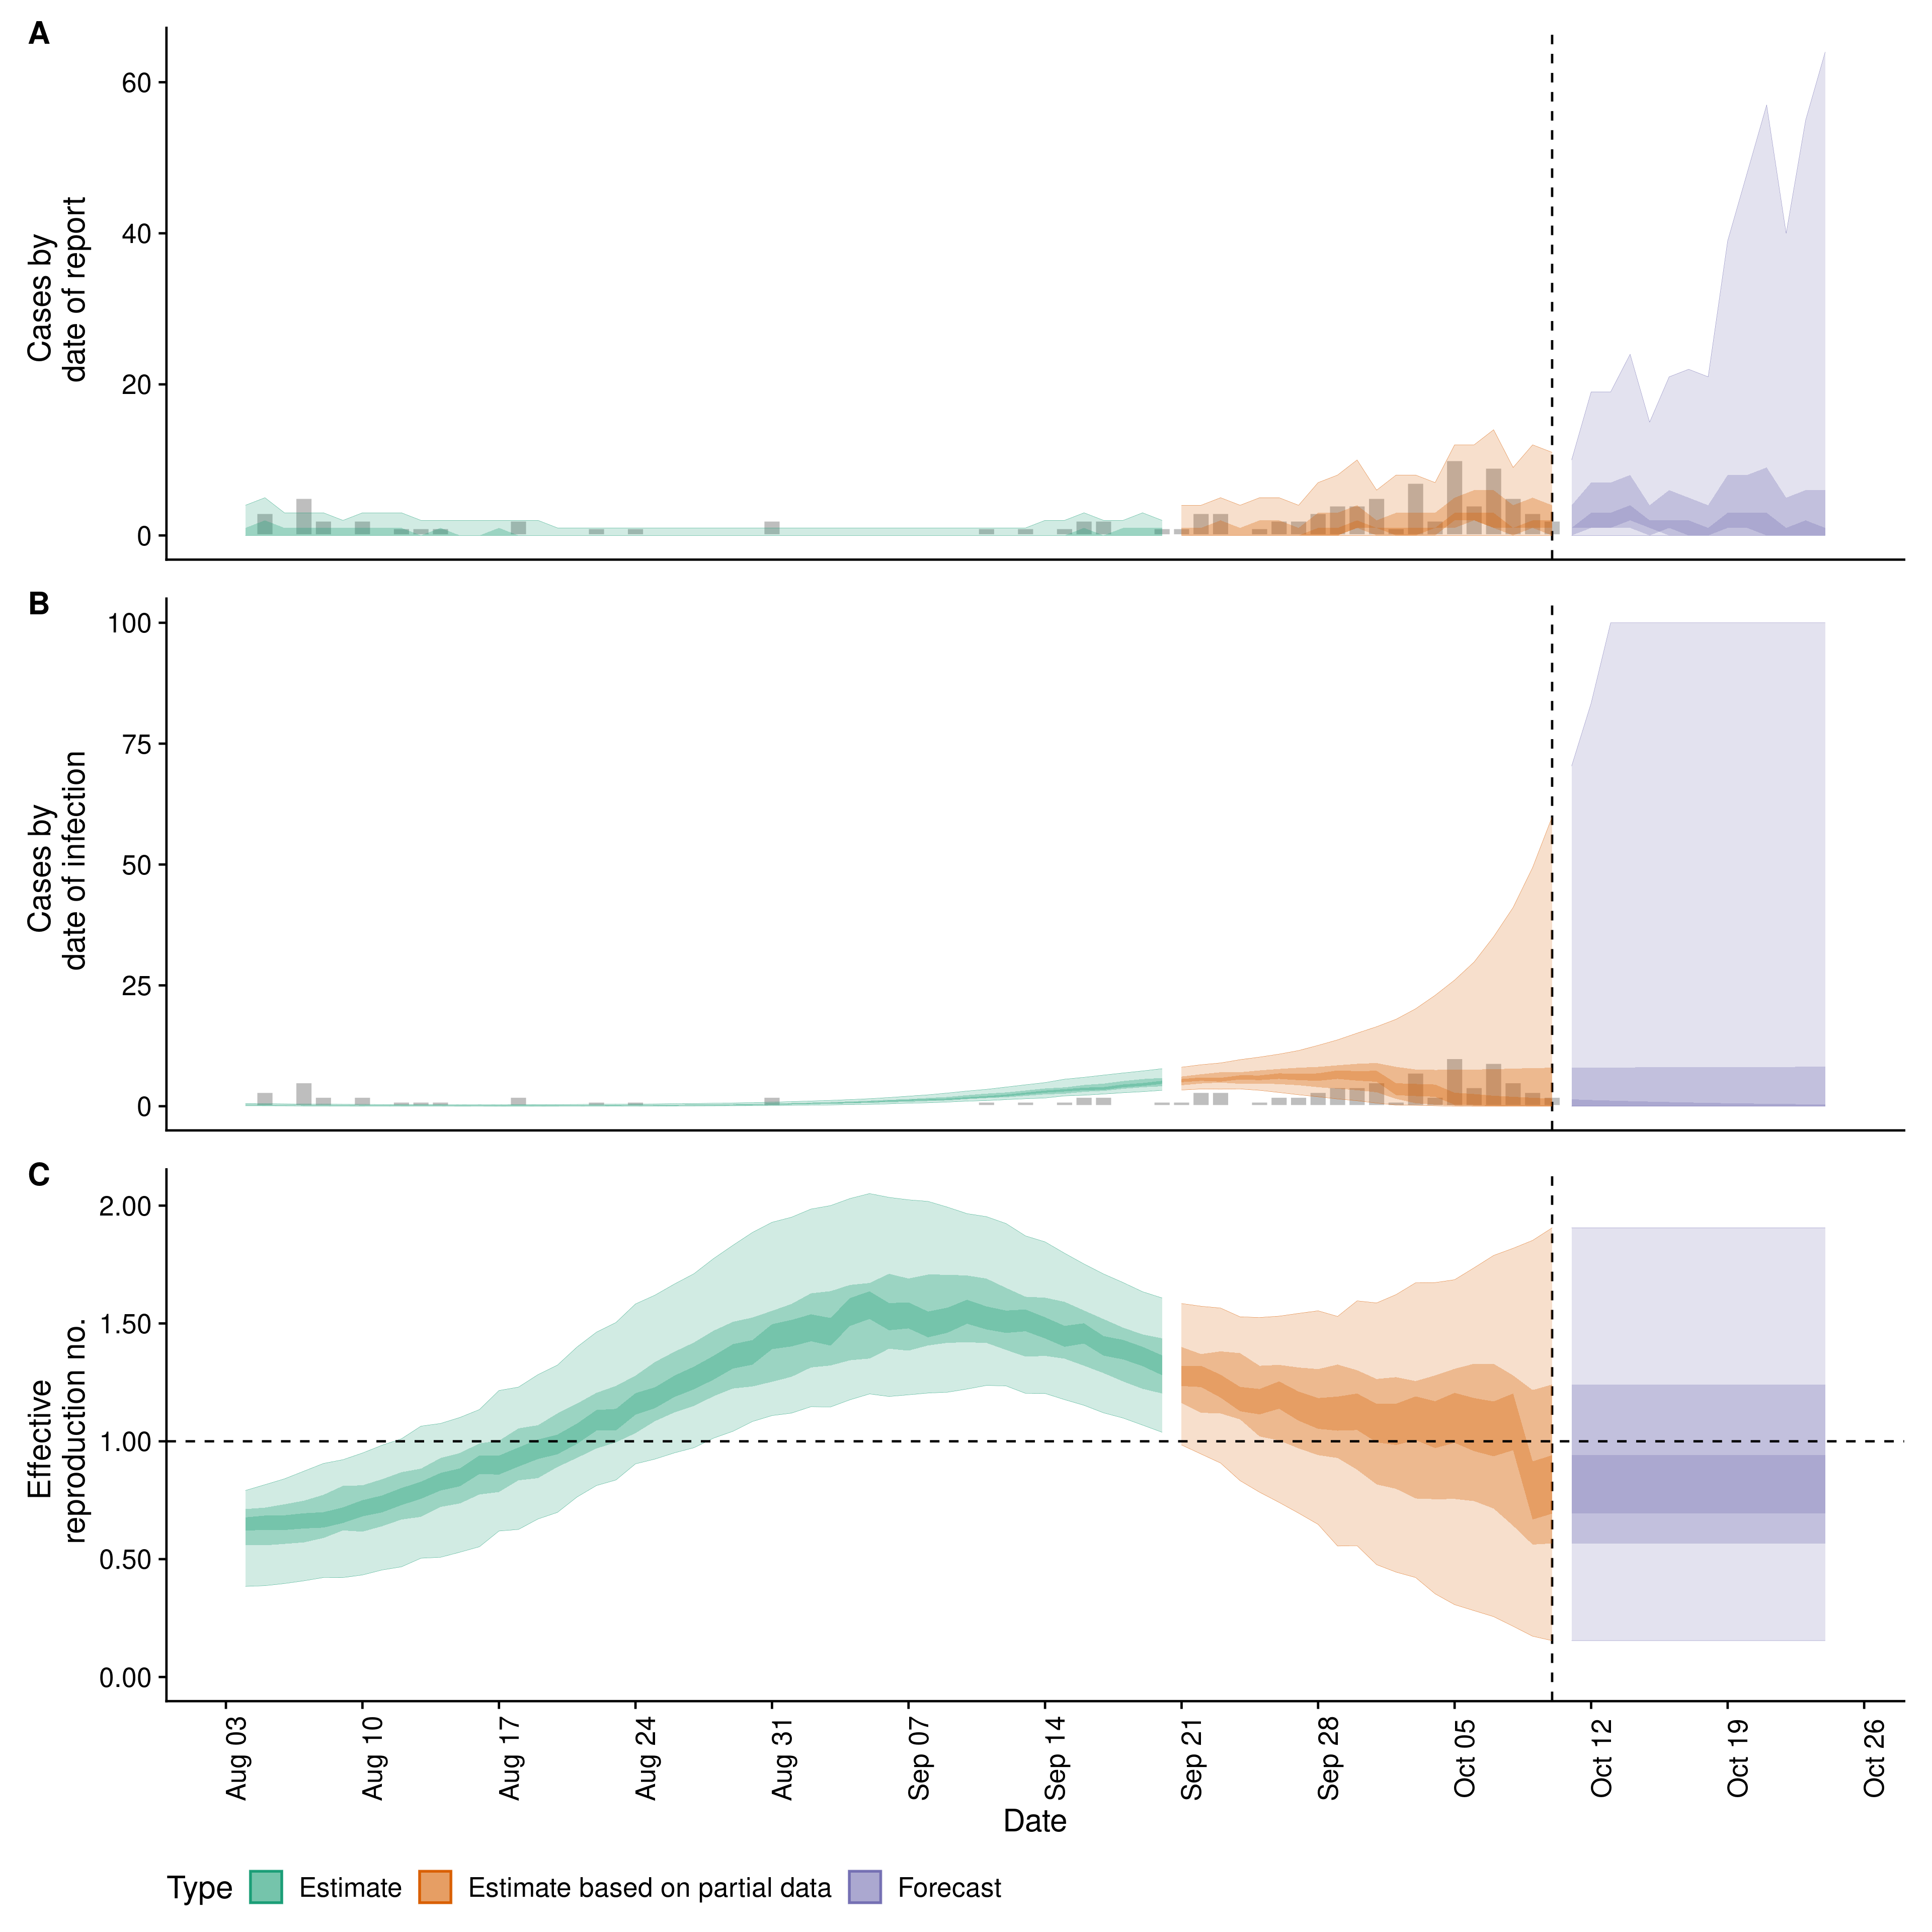 A
Cases by
date of report
60
40
20
0
B
Cases by
date of infection
100
75
50
25
0
C
Effective
reproduction no.
2.00
1.50
1.00
0.50
0.00
Aug 03
Aug 10
Aug 17
Aug 24
Aug 31
Sep 07
Sep 14
Sep 21
Sep 28
Oct 05
Oct 12
Oct 19
Oct 26
Date
Type Estimate Estimate based on partial data Forecast